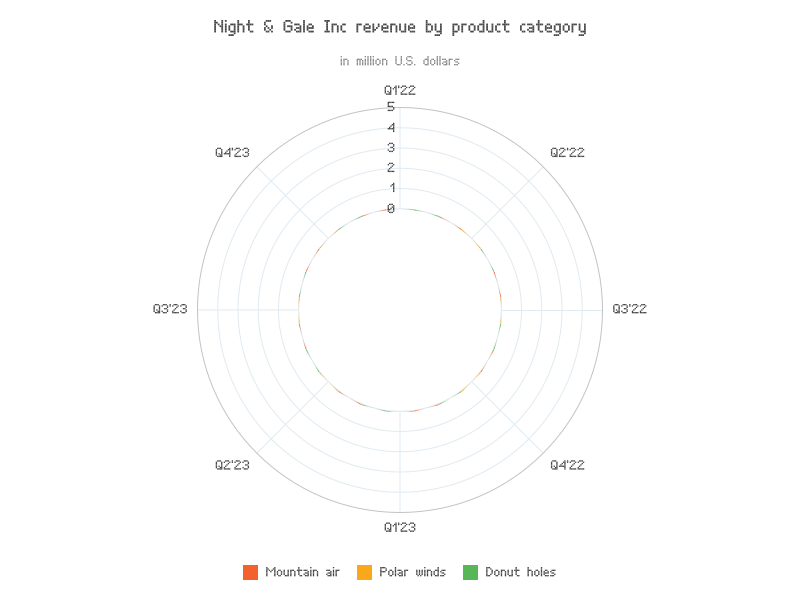 Night & Gale Inc revenue by product category
in million U.S. dollars
Q1'22
5
4
3
2
1
0
Q4'23
Q2'22
Q3'23
Q3'22
Q2'23
Q4'22
Q1'23
Mountain air
Polar winds
Donut holes